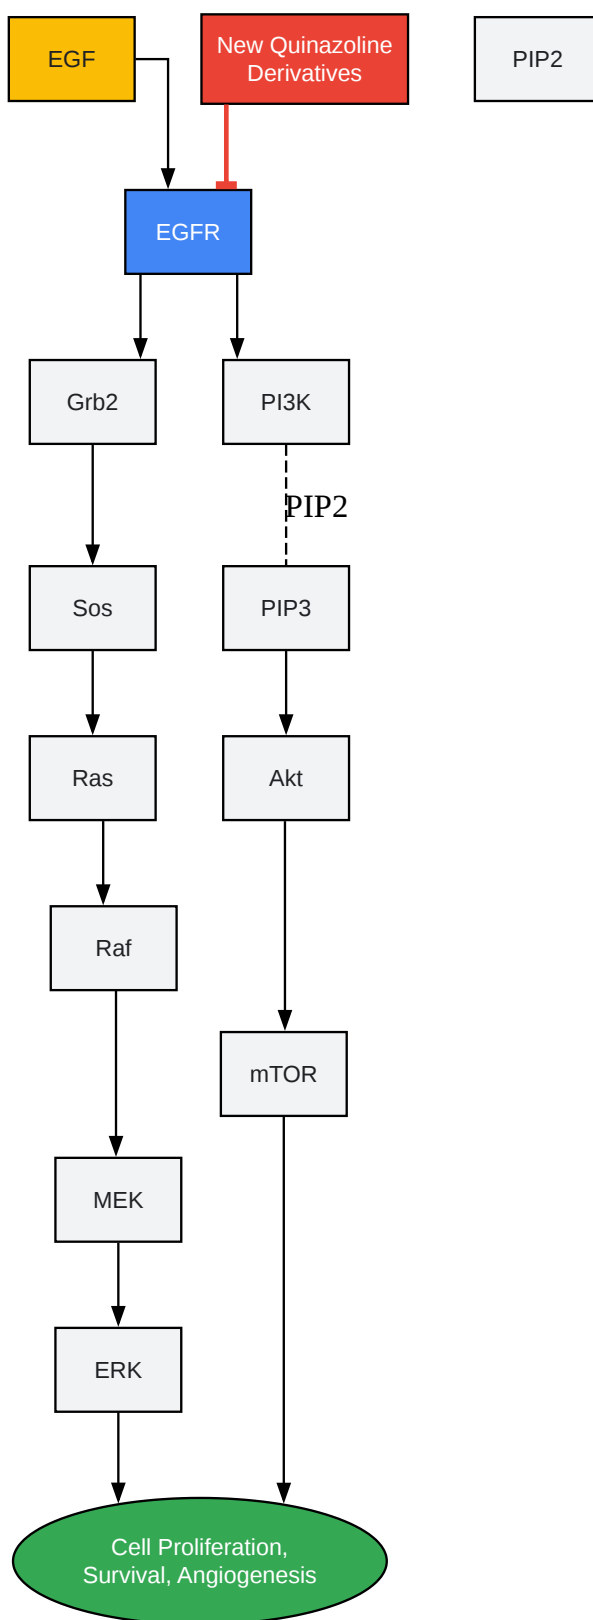 EGF
New Quinazoline
Derivatives
PIP2
EGFR
Grb2
PI3K
PIP2
Sos
PIP3
Ras
Akt
Raf
mTOR
MEK
ERK
Cell Proliferation,
Survival, Angiogenesis